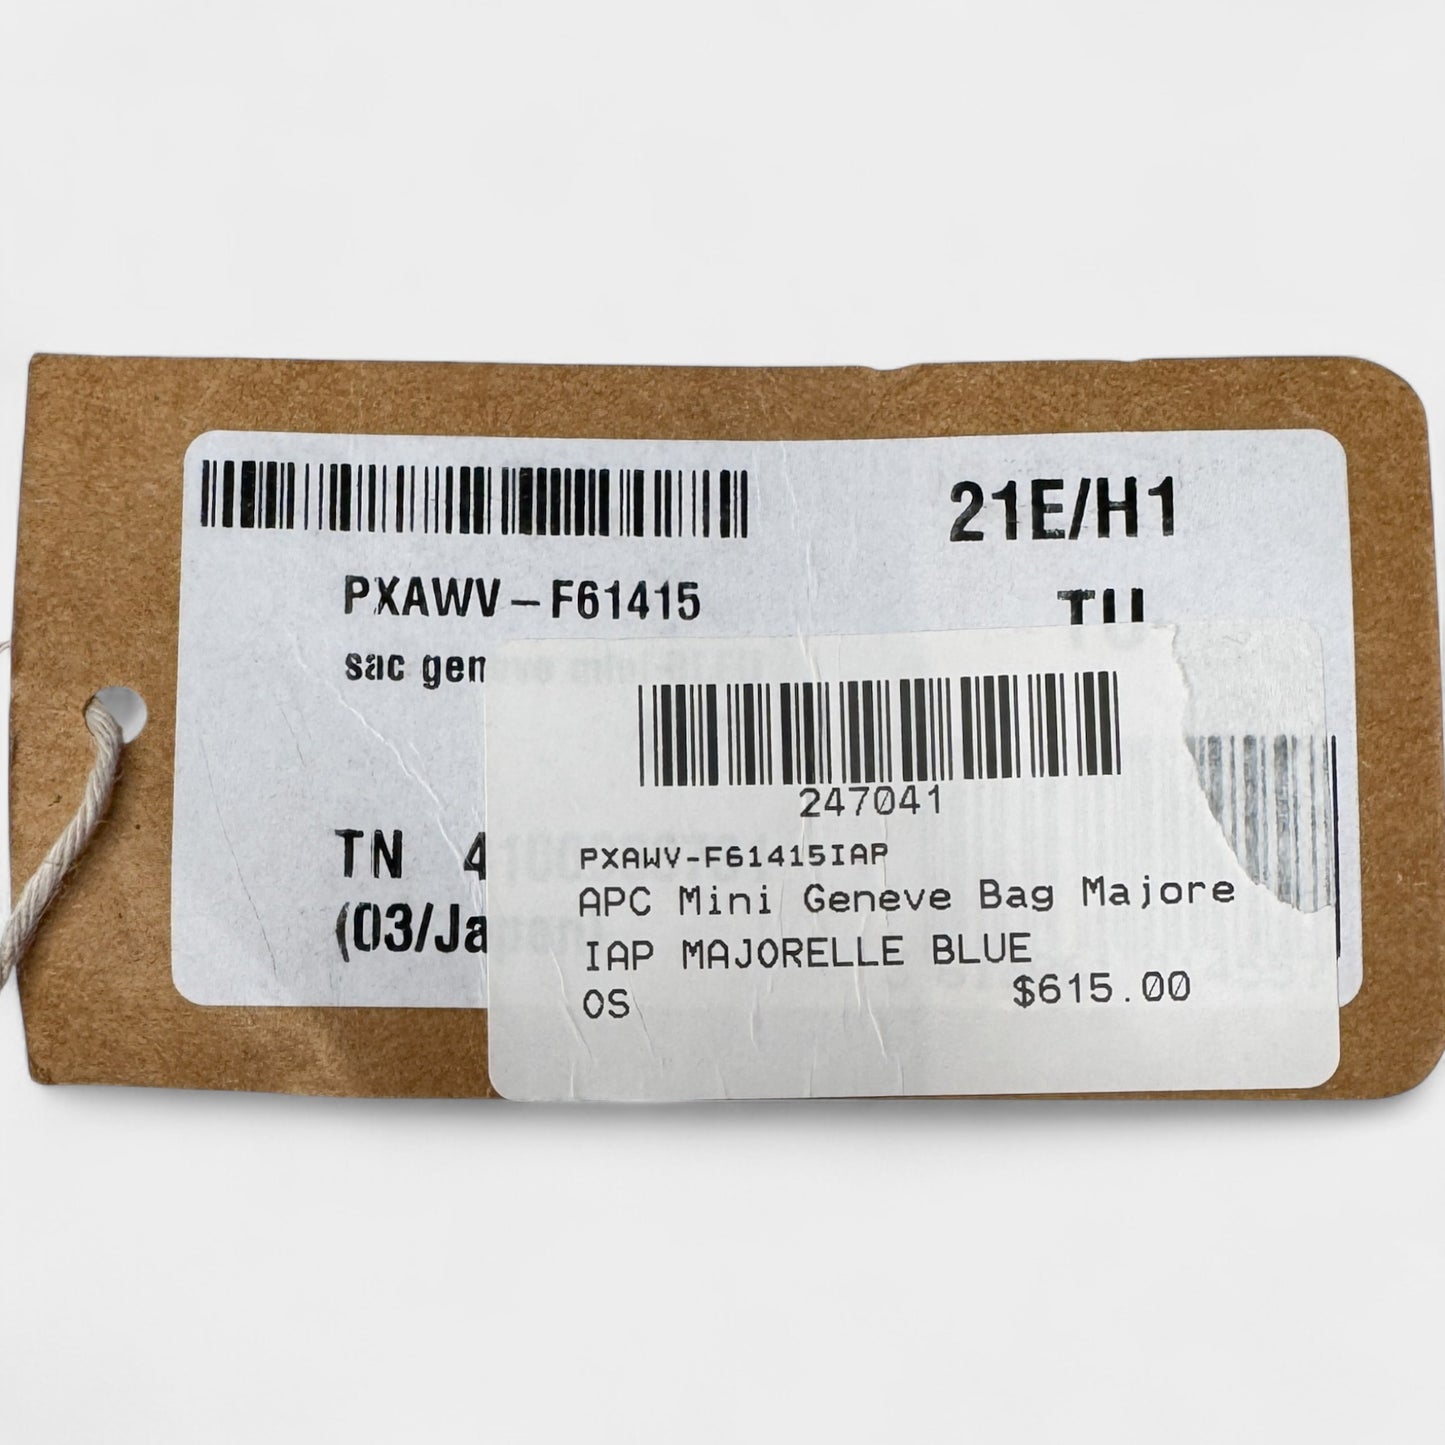 21E/H1
PXAWV-F61415
TU
sac gen
TN 4
(03/Ja
247041
PXAWV-F61415IAP
APC Mini Geneve Bag Majore
IAP MAJORELLE BLUE
OS $615.00